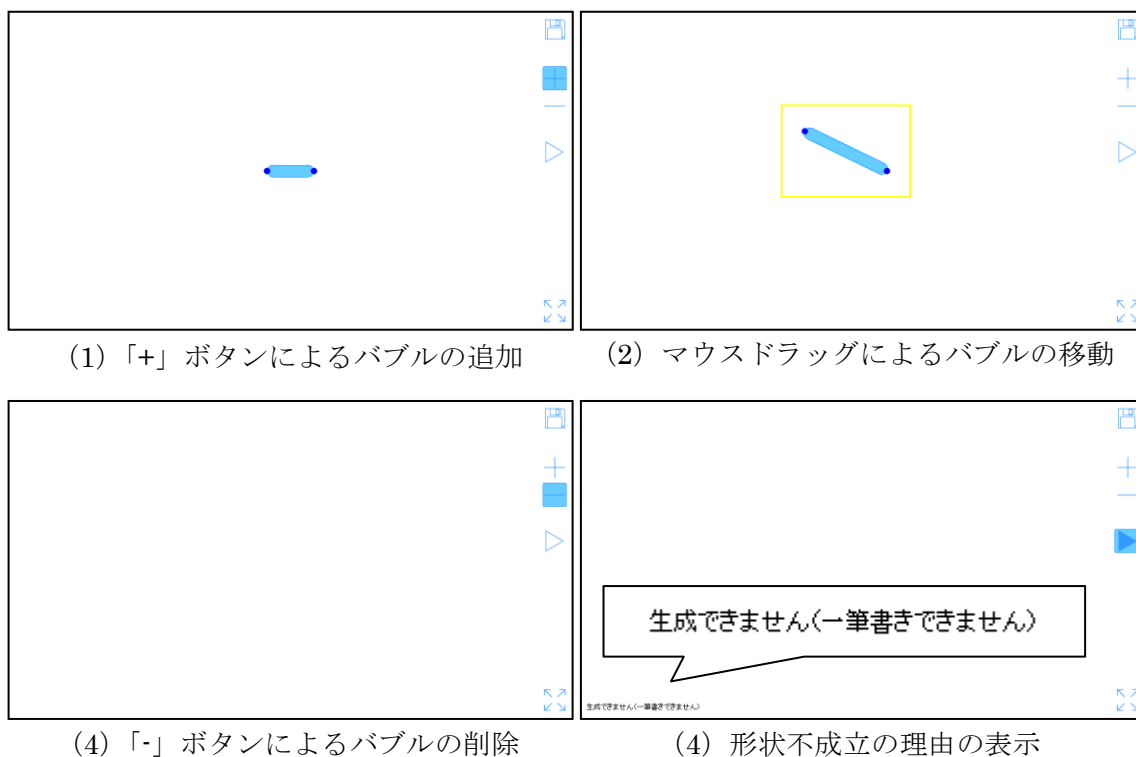 (1)「+」ボタンによるバブルの追加
(2) マウスドラッグによるバブルの移動
生成できません(一筆書きできません)
生成できません(一筆書きできません)
(4)「-」ボタンによるバブルの削除
(4) 形状不成立の理由の表示